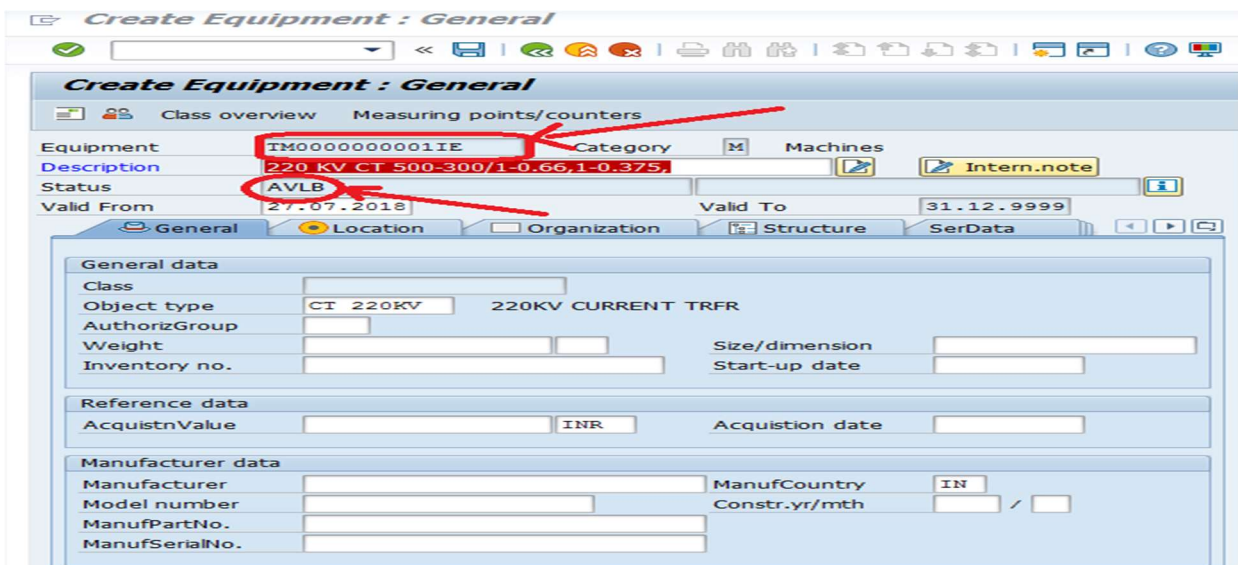 Create Equipment : General
Create Equipment : General
Class overview Measuring points/counters
Equipment TM0000000001IE Category M Machines
Description 220 KV CT 500-300/1-0.66,1-0.375, Intern.note
Status AVLB
Valid From 27.07.2018 Valid To 31.12.9999
General Location Organization Structure SerData
General data
Class
Object type CT 220KV 220KV CURRENT TRFR
AuthorizGroup
Weight Size/dimension
Inventory no. Start-up date
Reference data
AcquistnValue INR Acquistion date
Manufacturer data
Manufacturer ManufCountry IN
Model number Constr.yr/mth /
ManufPartNo.
ManufSerialNo.